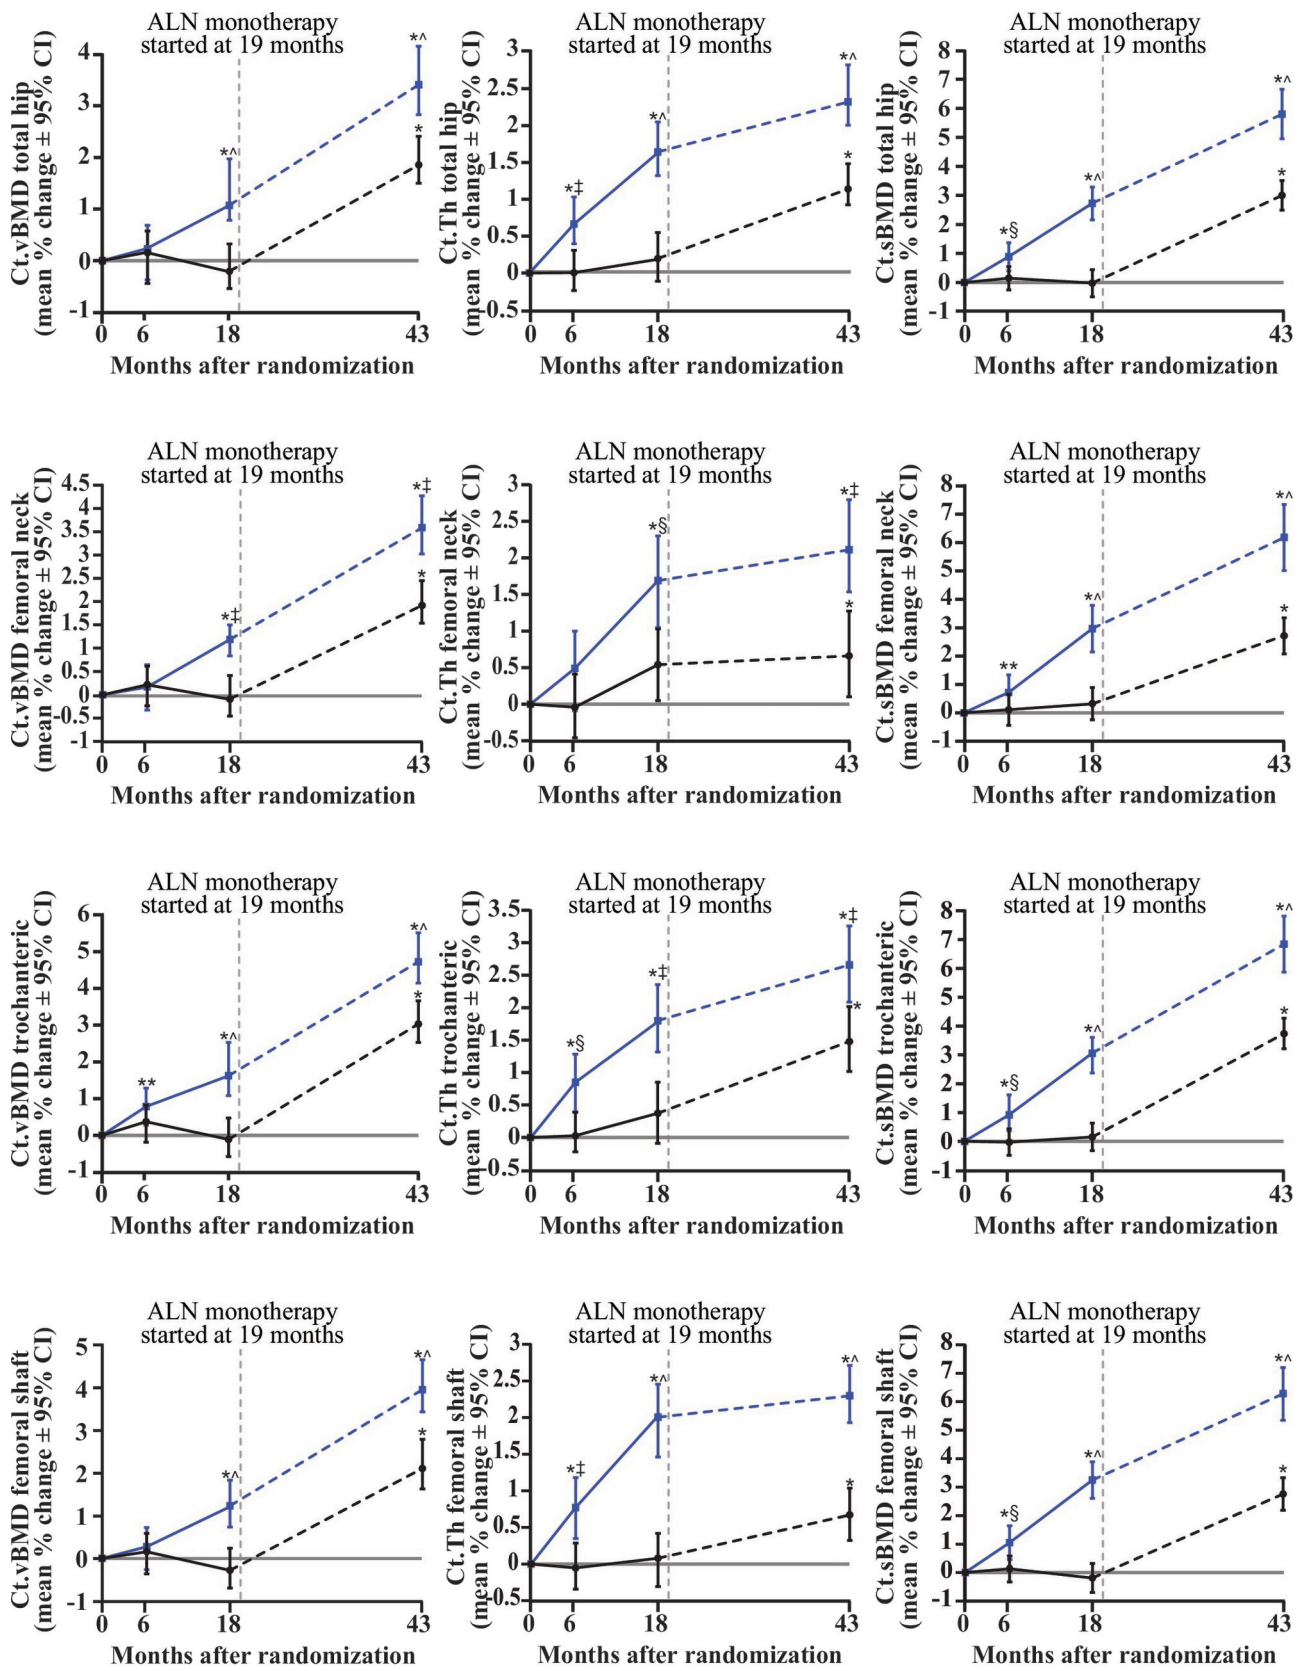 ALN monotherapy
started at 19 months
Ct.vBMD total hip
(mean % change ± 95% CI)
4
3
2
1
0
-1
*^
*^
*
0 6 18 43
Months after randomization
ALN monotherapy
started at 19 months
Ct.Th total hip
(mean % change ± 95% CI)
3
2.5
2
1.5
1
0.5
0
-0.5
*‡
*^
*^
*
0 6 18 43
Months after randomization
ALN monotherapy
started at 19 months
Ct.sBMD total hip
(mean % change ± 95% CI)
8
7
6
5
4
3
2
1
0
-1
*§
*^
*^
*
0 6 18 43
Months after randomization
ALN monotherapy
started at 19 months
Ct.vBMD femoral neck
(mean % change ± 95% CI)
4.5
4
3.5
3
2.5
2
1.5
1
0.5
0
-0.5
-1
*‡
*‡
*
0 6 18 43
Months after randomization
ALN monotherapy
started at 19 months
Ct.Th femoral neck
(mean % change ± 95% CI)
3
2.5
2
1.5
1
0.5
0
-0.5
*§
*‡
*
0 6 18 43
Months after randomization
ALN monotherapy
started at 19 months
Ct.sBMD femoral neck
(mean % change ± 95% CI)
8
7
6
5
4
3
2
1
0
-1
**
*^
*^
*
0 6 18 43
Months after randomization
ALN monotherapy
started at 19 months
Ct.vBMD trochanteric
(mean % change ± 95% CI)
6
5
4
3
2
1
0
-1
**
*^
*^
*
0 6 18 43
Months after randomization
ALN monotherapy
started at 19 months
Ct.Th trochanteric
(mean % change ± 95% CI)
3.5
3
2.5
2
1.5
1
0.5
0
-0.5
*§
*‡
*‡
*
0 6 18 43
Months after randomization
ALN monotherapy
started at 19 months
Ct.sBMD trochanteric
(mean % change ± 95% CI)
8
7
6
5
4
3
2
1
0
-1
*§
*^
*^
*
0 6 18 43
Months after randomization
ALN monotherapy
started at 19 months
Ct.vBMD femoral shaft
(mean % change ± 95% CI)
5
4
3
2
1
0
-1
*^
*^
*
0 6 18 43
Months after randomization
ALN monotherapy
started at 19 months
Ct.Th femoral shaft
(mean % change ± 95% CI)
3
2.5
2
1.5
1
0.5
0
-0.5
*‡
*^
*^
*
0 6 18 43
Months after randomization
ALN monotherapy
started at 19 months
Ct.sBMD femoral shaft
(mean % change ± 95% CI)
8
7
6
5
4
3
2
1
0
-1
*§
*^
*^
*
0 6 18 43
Months after randomization